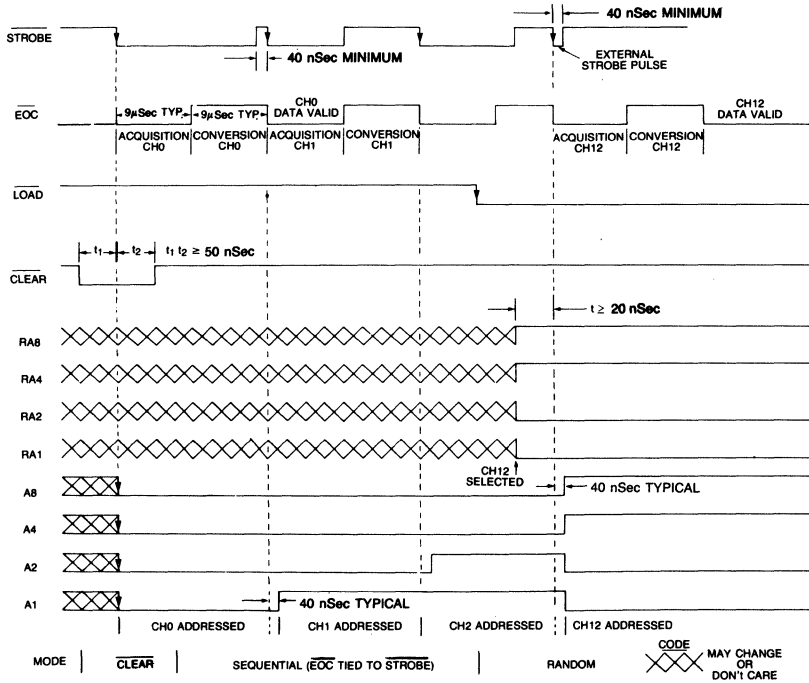 40 nSec MINIMUM
STROBE
40 nSec MINIMUM
EXTERNAL
STROBE PULSE
CH0
DATA VALID
CH12
DATA VALID
EOC
9μSec TYP.
9μSec TYP.
ACQUISITION
CH0
CONVERSION
CH0
ACQUISITION
CH1
CONVERSION
CH1
ACQUISITION
CH12
CONVERSION
CH12
LOAD
t1
t2
t1 t2 ≥ 50 nSec
CLEAR
t ≥ 20 nSec
RA8
RA4
RA2
RA1
CH12
SELECTED
A8
40 nSec TYPICAL
A4
A2
A1
40 nSec TYPICAL
CH0 ADDRESSED
CH1 ADDRESSED
CH2 ADDRESSED
CH12 ADDRESSED
MODE
CLEAR
SEQUENTIAL (EOC TIED TO STROBE)
RANDOM
CODE
MAY CHANGE
OR
DON't CARE